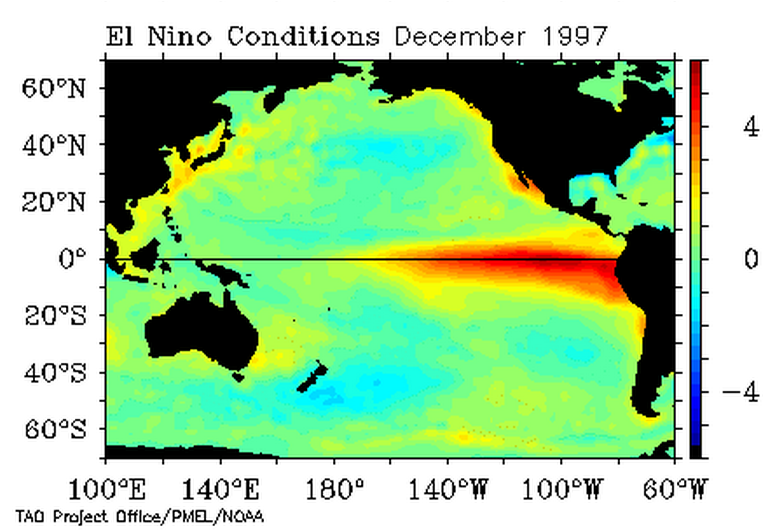 El Nino Conditions December 1997
60°N
40°N
20°N
0°
20°S
40°S
60°S
4
0
-4
100°E 140°E 180° 140°W 100°W 60°W
TAO Project Office/PMEL/NOAA